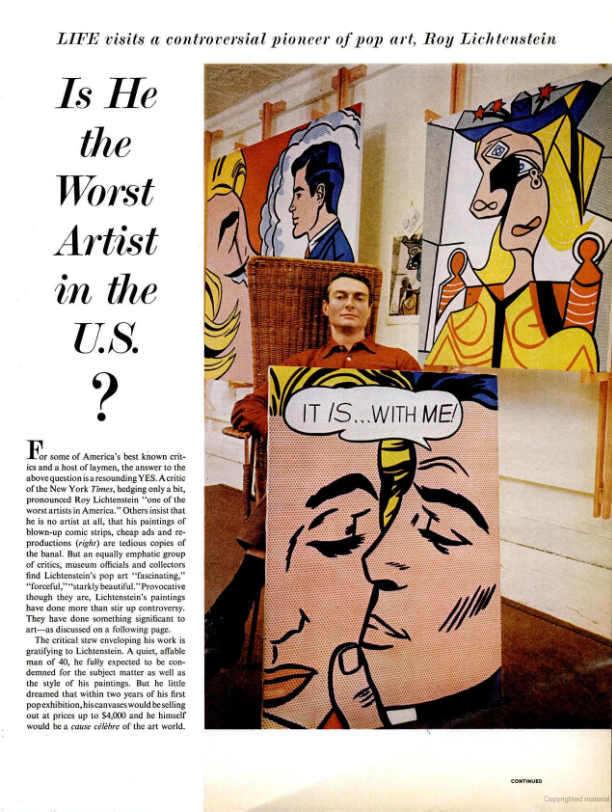 LIFE visits a controversial pioneer of pop art, Roy Lichtenstein
Is He
the
Worst
Artist
in the
U.S.
?
For some of America's best known crit-
ics and a host of laymen, the answer to the
above question is a resounding YES. A critic
of the New York Times, hedging only a bit,
pronounced Roy Lichtenstein "one of the
worst artists in America." Others insist that
he is no artist at all, that his paintings of
blown-up comic strips, cheap ads and re-
productions (right) are tedious copies of
the banal. But an equally emphatic group
of critics, museum officials and collectors
find Lichtenstein's pop art "fascinating,"
"forceful," "starkly beautiful." Provocative
though they are, Lichtenstein's paintings
have done more than stir up controversy.
They have done something significant to
art—as discussed on a following page.
The critical stew enveloping his work is
gratifying to Lichtenstein. A quiet, affable
man of 40, he fully expected to be con-
demned for the subject matter as well as
the style of his paintings. But he little
dreamed that within two years of his first
pop exhibition, his canvases would be selling
out at prices up to $4,000 and he himself
would be a cause célèbre of the art world.
IT IS...WITH ME!
CONTINUED
Copyrighted material